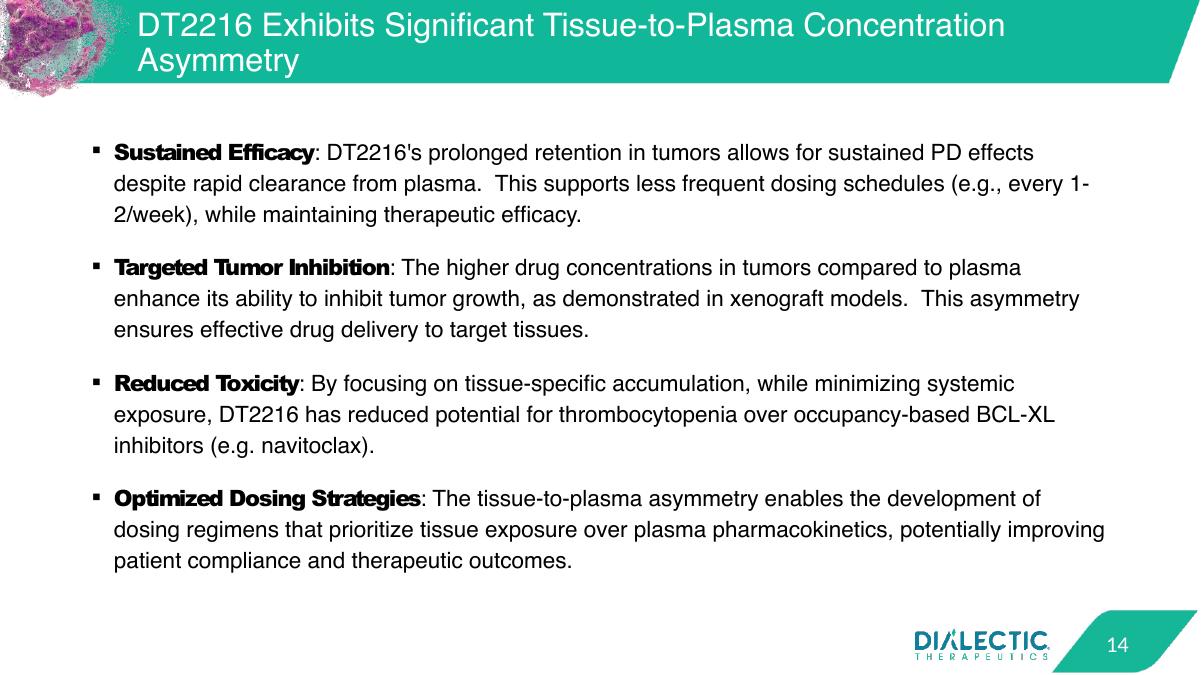 DT2216 Exhibits Significant Tissue-to-Plasma Concentration
Asymmetry
▪ Sustained Efficacy: DT2216's prolonged retention in tumors allows for sustained PD effects
despite rapid clearance from plasma.  This supports less frequent dosing schedules (e.g., every 1-
2/week), while maintaining therapeutic efficacy.
▪ Targeted Tumor Inhibition: The higher drug concentrations in tumors compared to plasma
enhance its ability to inhibit tumor growth, as demonstrated in xenograft models.  This asymmetry
ensures effective drug delivery to target tissues.
▪ Reduced Toxicity: By focusing on tissue-specific accumulation, while minimizing systemic
exposure, DT2216 has reduced potential for thrombocytopenia over occupancy-based BCL-XL
inhibitors (e.g. navitoclax).
▪ Optimized Dosing Strategies: The tissue-to-plasma asymmetry enables the development of
dosing regimens that prioritize tissue exposure over plasma pharmacokinetics, potentially improving
patient compliance and therapeutic outcomes.
DIALECTIC
THERAPEUTICS
14